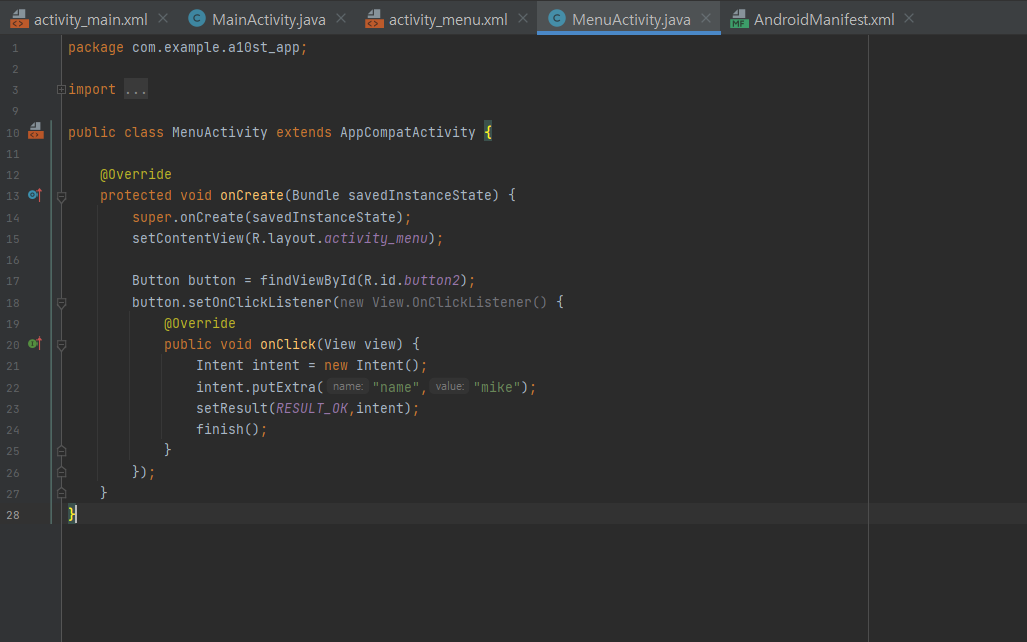 activity_main.xml MainActivity.java activity_menu.xml MenuActivity.java AndroidManifest.xml
1 package com.example.a10st_app;
2
3 import ...
9
10 public class MenuActivity extends AppCompatActivity {
11
12 @Override
13 protected void onCreate(Bundle savedInstanceState) {
14 super.onCreate(savedInstanceState);
15 setContentView(R.layout.activity_menu);
16
17 Button button = findViewById(R.id.button2);
18 button.setOnClickListener(new View.OnClickListener() {
19 @Override
20 public void onClick(View view) {
21 Intent intent = new Intent();
22 intent.putExtra( name: "name", value: "mike");
23 setResult(RESULT_OK,intent);
24 finish();
25 }
26 });
27 }
28 }